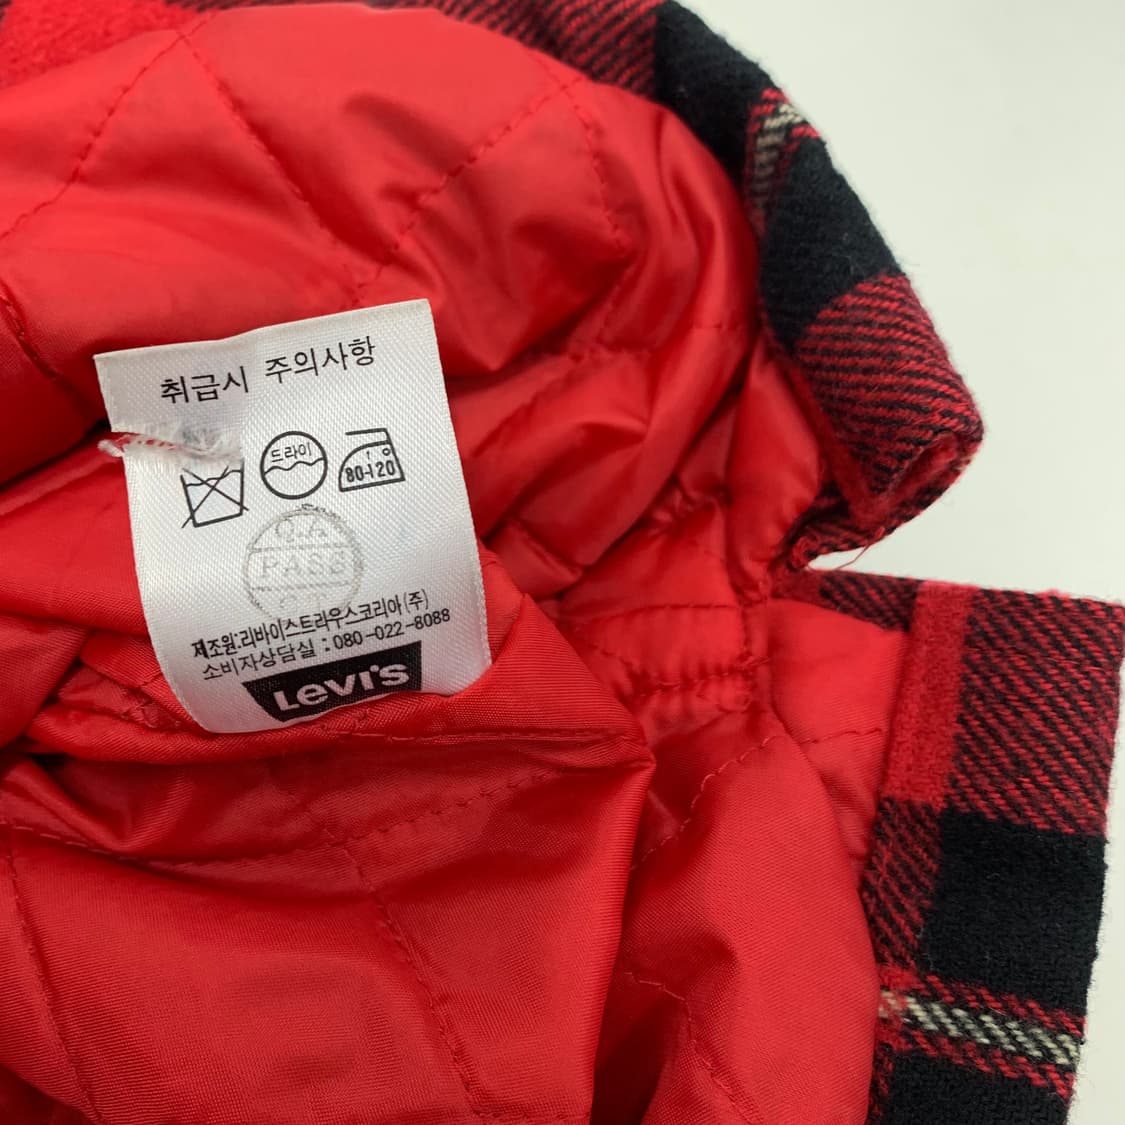 취급시 주의사항
드라이
80-120
Q.A
PASS
제조원:리바이스트라우스코리아(주)
소비자상담실:080-022-8088
Levi's